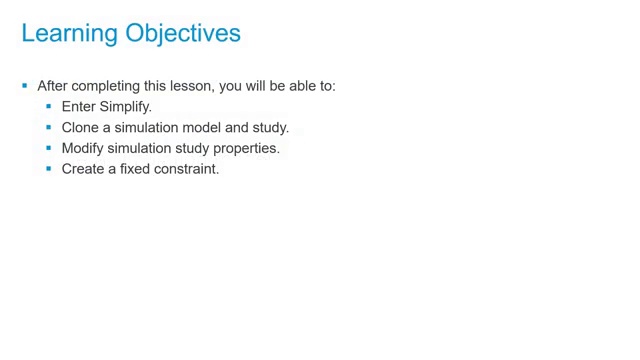 Learning Objectives
▪ After completing this lesson, you will be able to:
▪ Enter Simplify.
▪ Clone a simulation model and study.
▪ Modify simulation study properties.
▪ Create a fixed constraint.